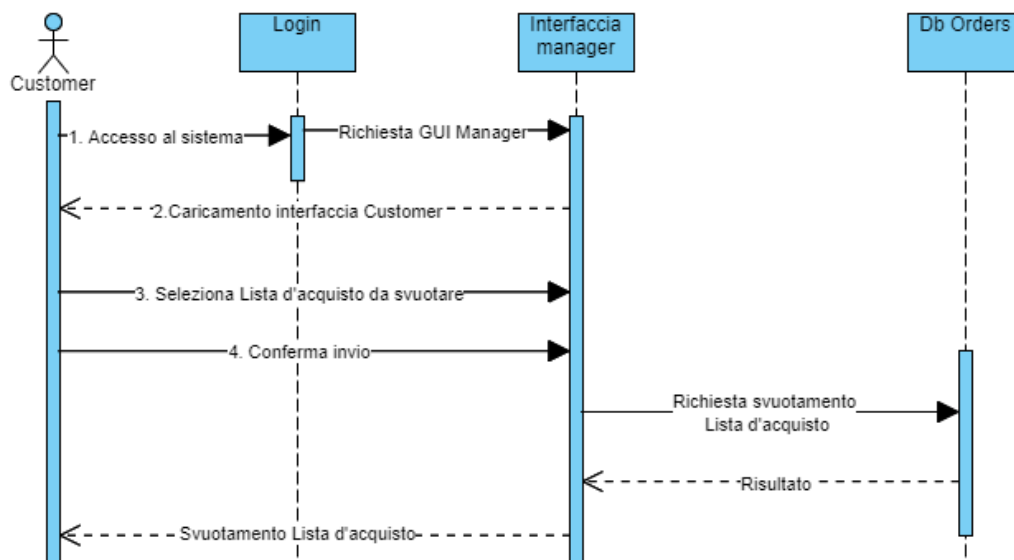 Login
Interfaccia
manager
Db Orders
Customer
1. Accesso al sistema
Richiesta GUI Manager
2.Caricamento interfaccia Customer
3. Seleziona Lista d'acquisto da svuotare
4. Conferma invio
Richiesta svuotamento
Lista d'acquisto
Risultato
Svuotamento Lista d'acquisto